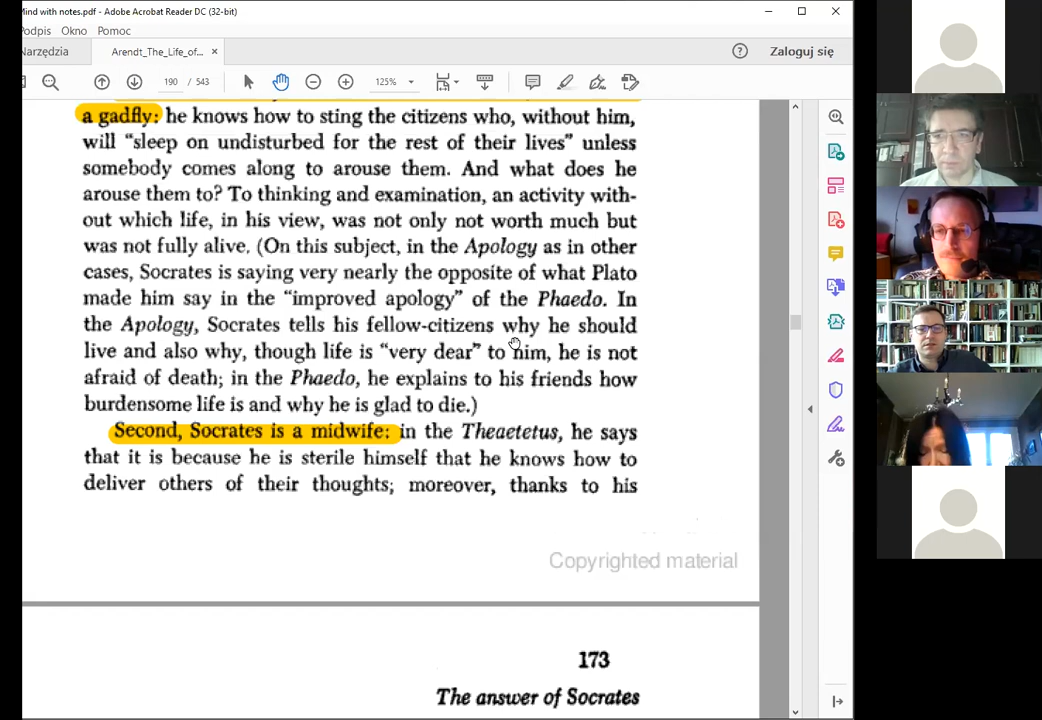 Mind with notes.pdf - Adobe Acrobat Reader DC (32-bit)
Podpis Okno Pomoc
Narzędzia Arendt_The_Life_of... × Zaloguj się
190 / 543 125%
a gadfly: he knows how to sting the citizens who, without him,
will “sleep on undisturbed for the rest of their lives” unless
somebody comes along to arouse them. And what does he
arouse them to? To thinking and examination, an activity with-
out which life, in his view, was not only not worth much but
was not fully alive. (On this subject, in the Apology as in other
cases, Socrates is saying very nearly the opposite of what Plato
made him say in the “improved apology” of the Phaedo. In
the Apology, Socrates tells his fellow-citizens why he should
live and also why, though life is “very dear” to him, he is not
afraid of death; in the Phaedo, he explains to his friends how
burdensome life is and why he is glad to die.)
Second, Socrates is a midwife: in the Theaetetus, he says
that it is because he is sterile himself that he knows how to
deliver others of their thoughts; moreover, thanks to his
Copyrighted material
173
The answer of Socrates